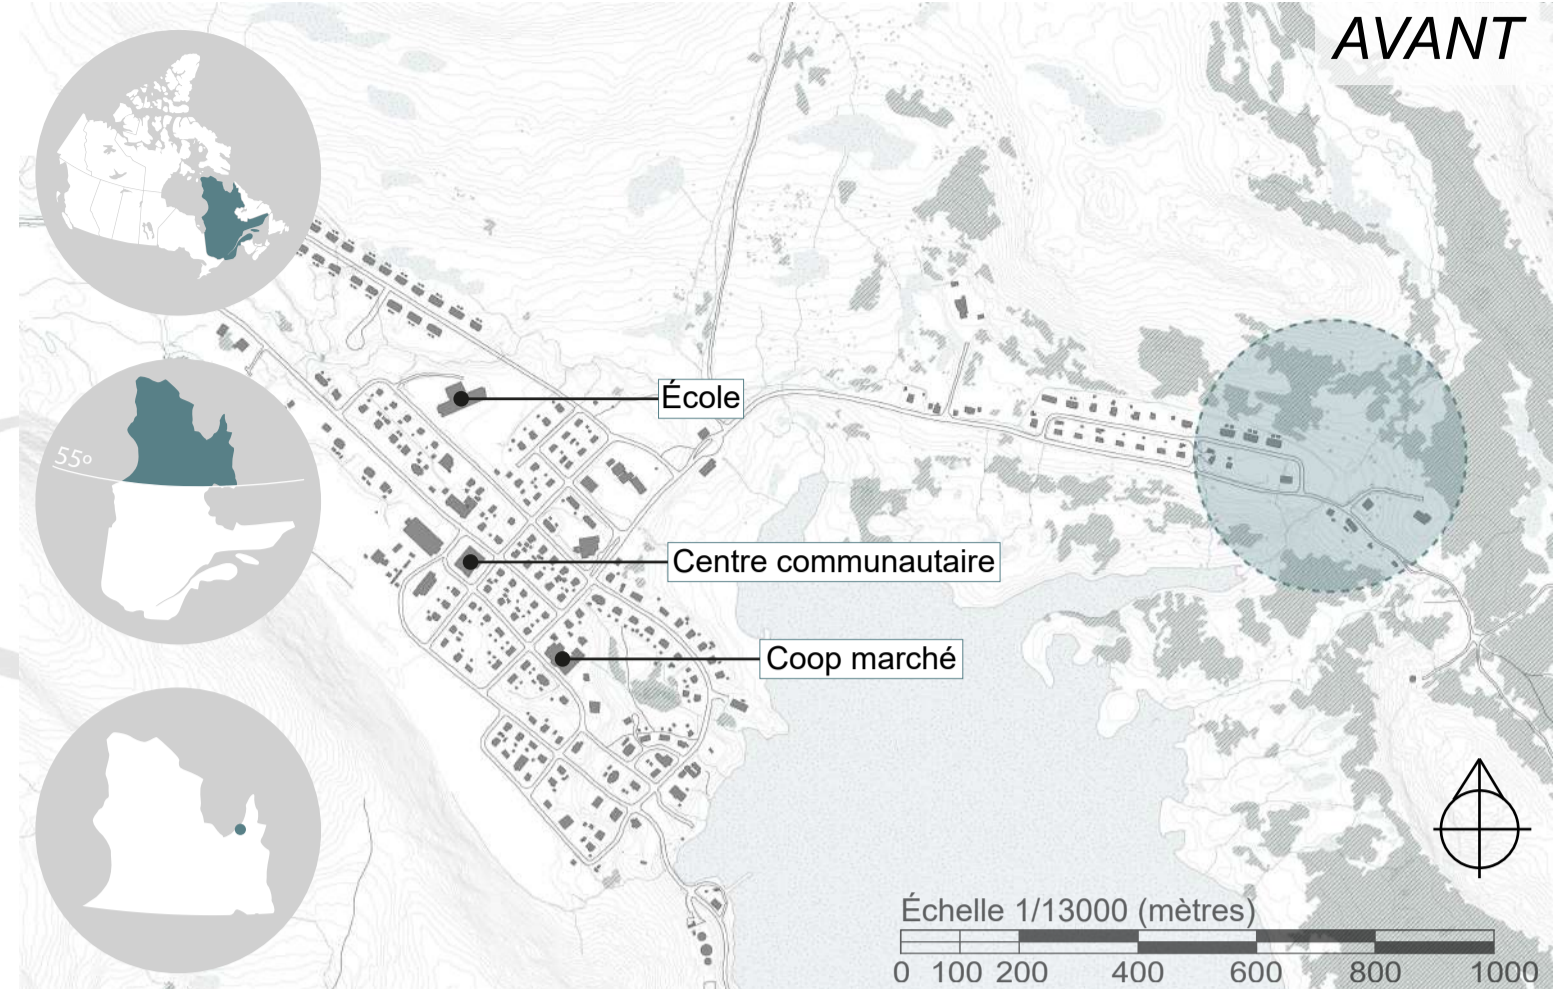 AVANT
École
55º
Centre communautaire
Coop marché
Échelle 1/13000 (mètres)
0 100 200 400 600 800 1000